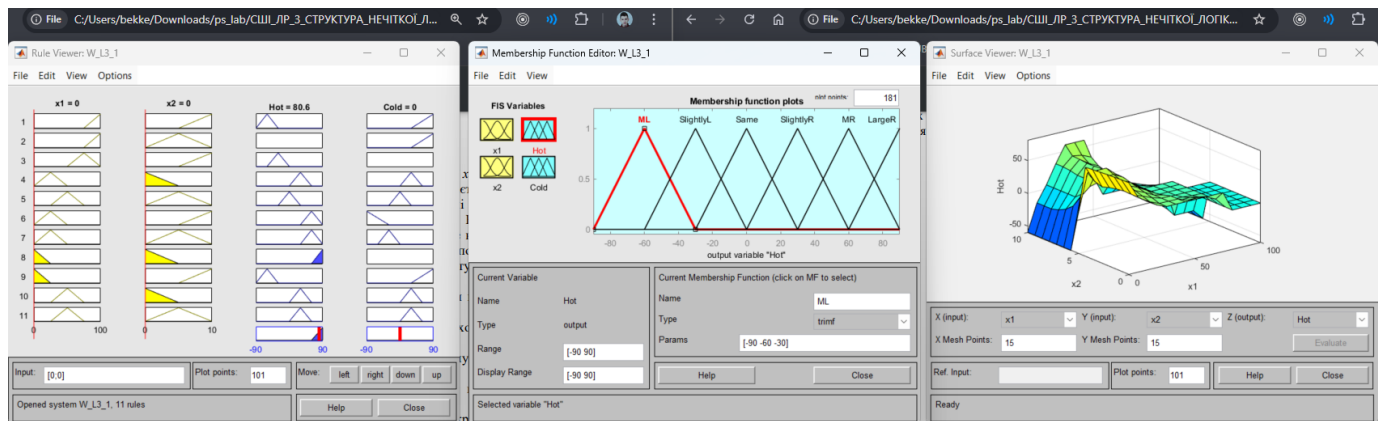 File C:/Users/bekke/Downloads/ps_lab/СШІ_ЛР_3_СТРУКТУРА_НЕЧІТКОЇ_Л...
File C:/Users/bekke/Downloads/ps_lab/СШІ_ЛР_3_СТРУКТУРА_НЕЧІТКОЇ_ЛОГІК...
Rule Viewer: W_L3_1
File Edit View Options
x1 = 0 x2 = 0 Hot = 80.6 Cold = 0
1
2
3
4
5
6
7
8
9
10
11
0 100 0 10
-90 90 -90 90
Input: [0;0] Plot points: 101 Move: left right down up
Opened system W_L3_1, 11 rules Help Close
Membership Function Editor: W_L3_1
File Edit View
FIS Variables
x1 Hot
x2 Cold
Membership function plots plot points: 181
ML SlightlyL Same SlightlyR MR LargeR
1
0.5
0
-80 -60 -40 -20 0 20 40 60 80
output variable "Hot"
Current Variable
Name Hot
Type output
Range [-90 90]
Display Range [-90 90]
Current Membership Function (click on MF to select)
Name ML
Type trimf
Params [-90 -60 -30]
Help Close
Selected variable "Hot"
Surface Viewer: W_L3_1
File Edit View Options
Hot
50
0
-50
10
5
0
x2
0
50
100
x1
X (input): x1 Y (input): x2 Z (output): Hot
X Mesh Points: 15 Y Mesh Points: 15 Evaluate
Ref. Input: Plot points: 101 Help Close
Ready